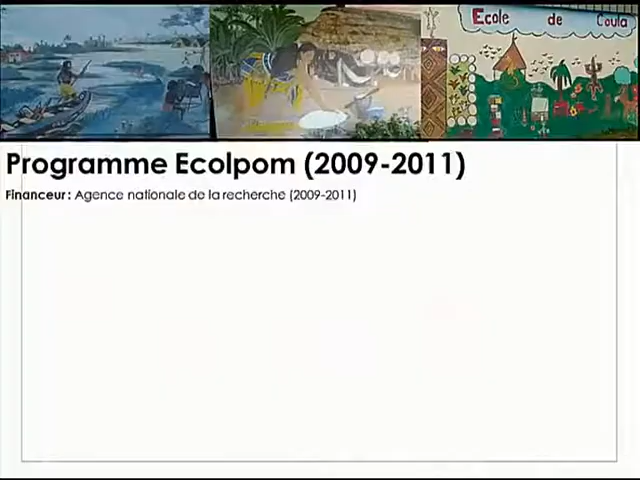 Ecole de Coula
Programme Ecolpom (2009-2011)
Financeur : Agence nationale de la recherche (2009-2011)